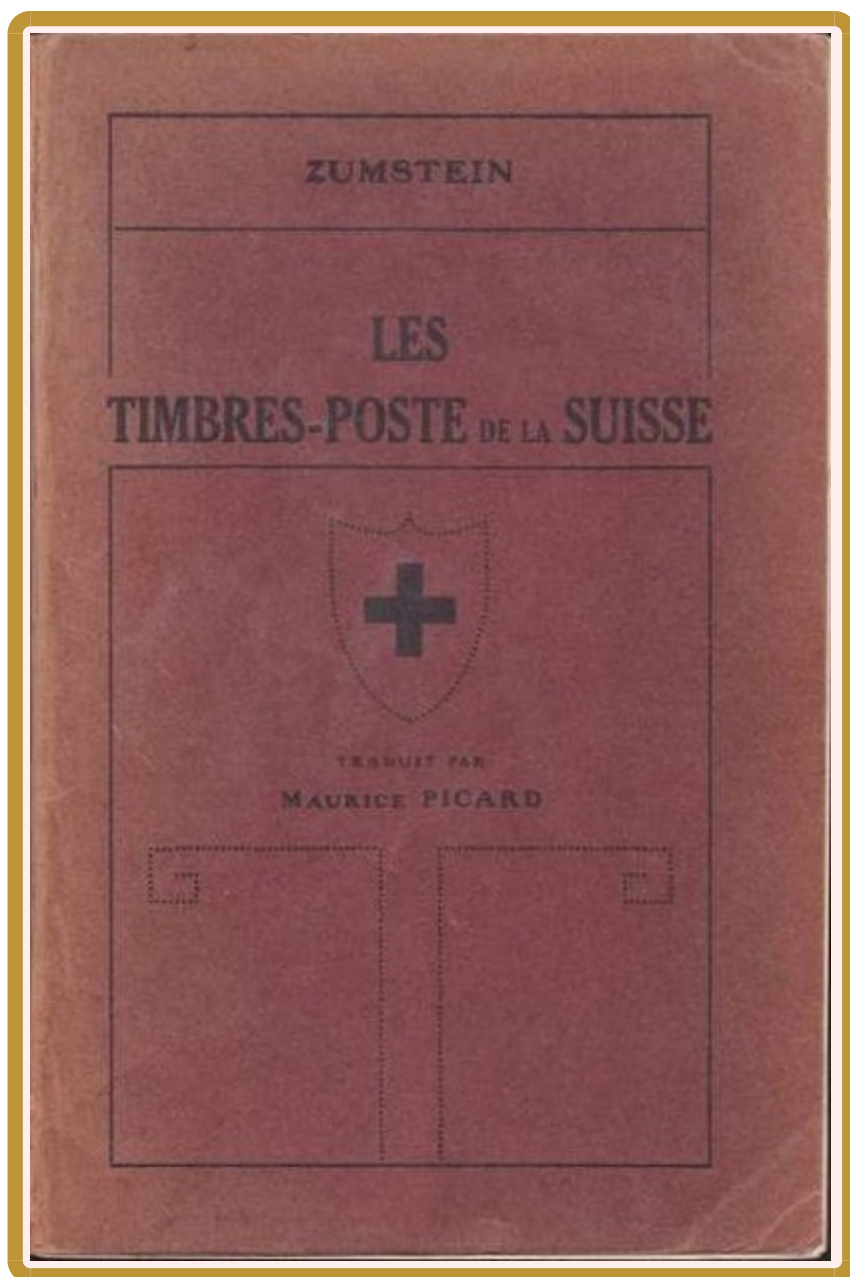 ZUMSTEIN
LES
TIMBRES-POSTE DE LA SUISSE
TRADUIT PAR
MAURICE PICARD